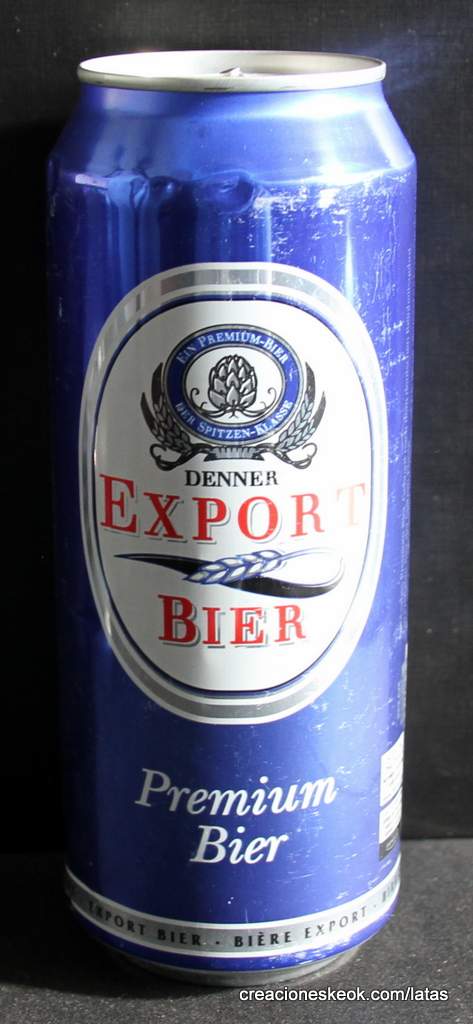 EIN PREMIUM-BIER
DER SPITZEN-KLASSE
DENNER
EXPORT
BIER
Premium
Bier
EXPORT BIER · BIÈRE EXPORT ·
creacioneskeok.com/latas